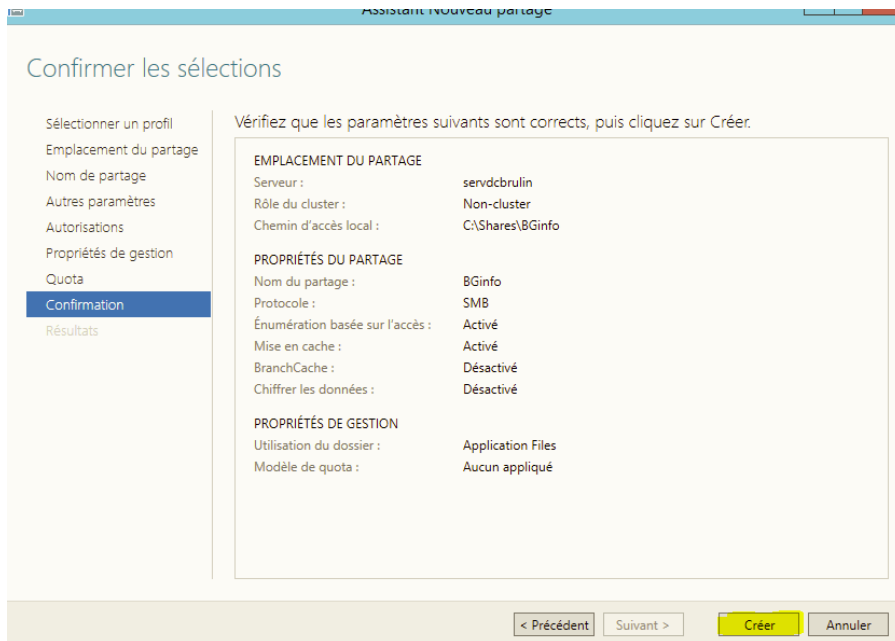 Assistant Nouveau partage
Confirmer les sélections
Sélectionner un profil
Emplacement du partage
Nom de partage
Autres paramètres
Autorisations
Propriétés de gestion
Quota
Confirmation
Résultats
Vérifiez que les paramètres suivants sont corrects, puis cliquez sur Créer.
EMPLACEMENT DU PARTAGE
Serveur : servdcbrulin
Rôle du cluster : Non-cluster
Chemin d'accès local : C:\Shares\BGinfo
PROPRIÉTÉS DU PARTAGE
Nom du partage : BGinfo
Protocole : SMB
Énumération basée sur l'accès : Activé
Mise en cache : Activé
BranchCache : Désactivé
Chiffrer les données : Désactivé
PROPRIÉTÉS DE GESTION
Utilisation du dossier : Application Files
Modèle de quota : Aucun appliqué
< Précédent Suivant > Créer Annuler